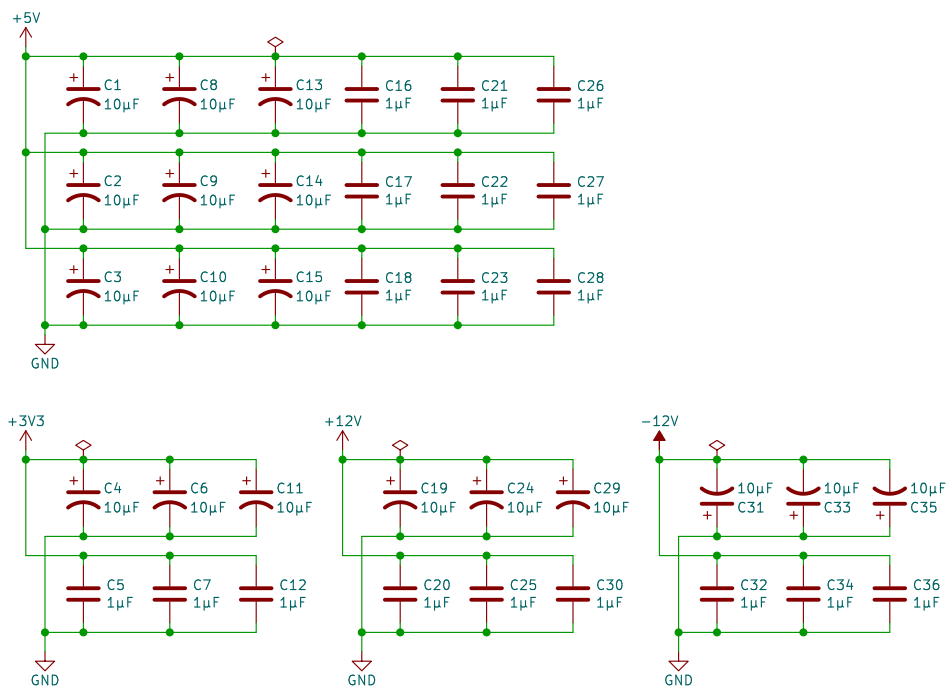 +5V
C1 C8 C13 C16 C21 C26
10µF 10µF 10µF 1µF 1µF 1µF
C2 C9 C14 C17 C22 C27
10µF 10µF 10µF 1µF 1µF 1µF
C3 C10 C15 C18 C23 C28
10µF 10µF 10µF 1µF 1µF 1µF
GND
+3V3 +12V -12V
C4 C6 C11 C19 C24 C29 10µF 10µF 10µF
10µF 10µF 10µF 10µF 10µF 10µF C31 C33 C35
C5 C7 C12 C20 C25 C30 C32 C34 C36
1µF 1µF 1µF 1µF 1µF 1µF 1µF 1µF 1µF
GND GND GND